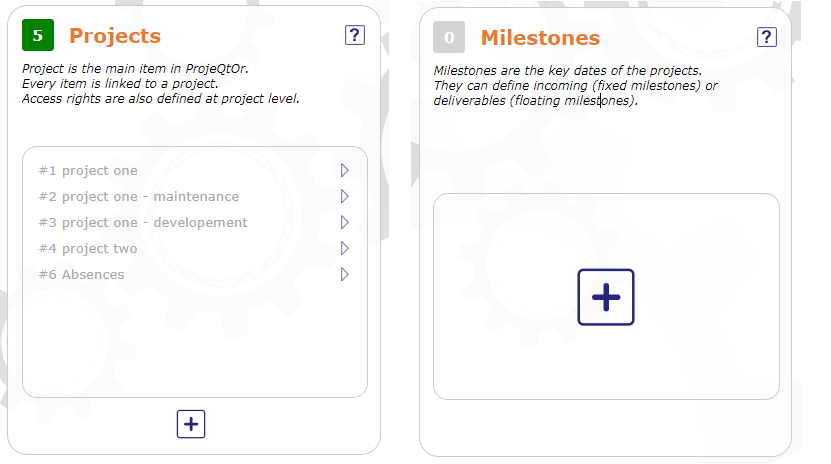 5 Projects ?
Project is the main item in ProjeQtOr.
Every item is linked to a project.
Access rights are also defined at project level.
#1 project one
#2 project one - maintenance
#3 project one - developement
#4 project two
#6 Absences
0 Milestones ?
Milestones are the key dates of the projects.
They can define incoming (fixed milestones) or
deliverables (floating milestones).